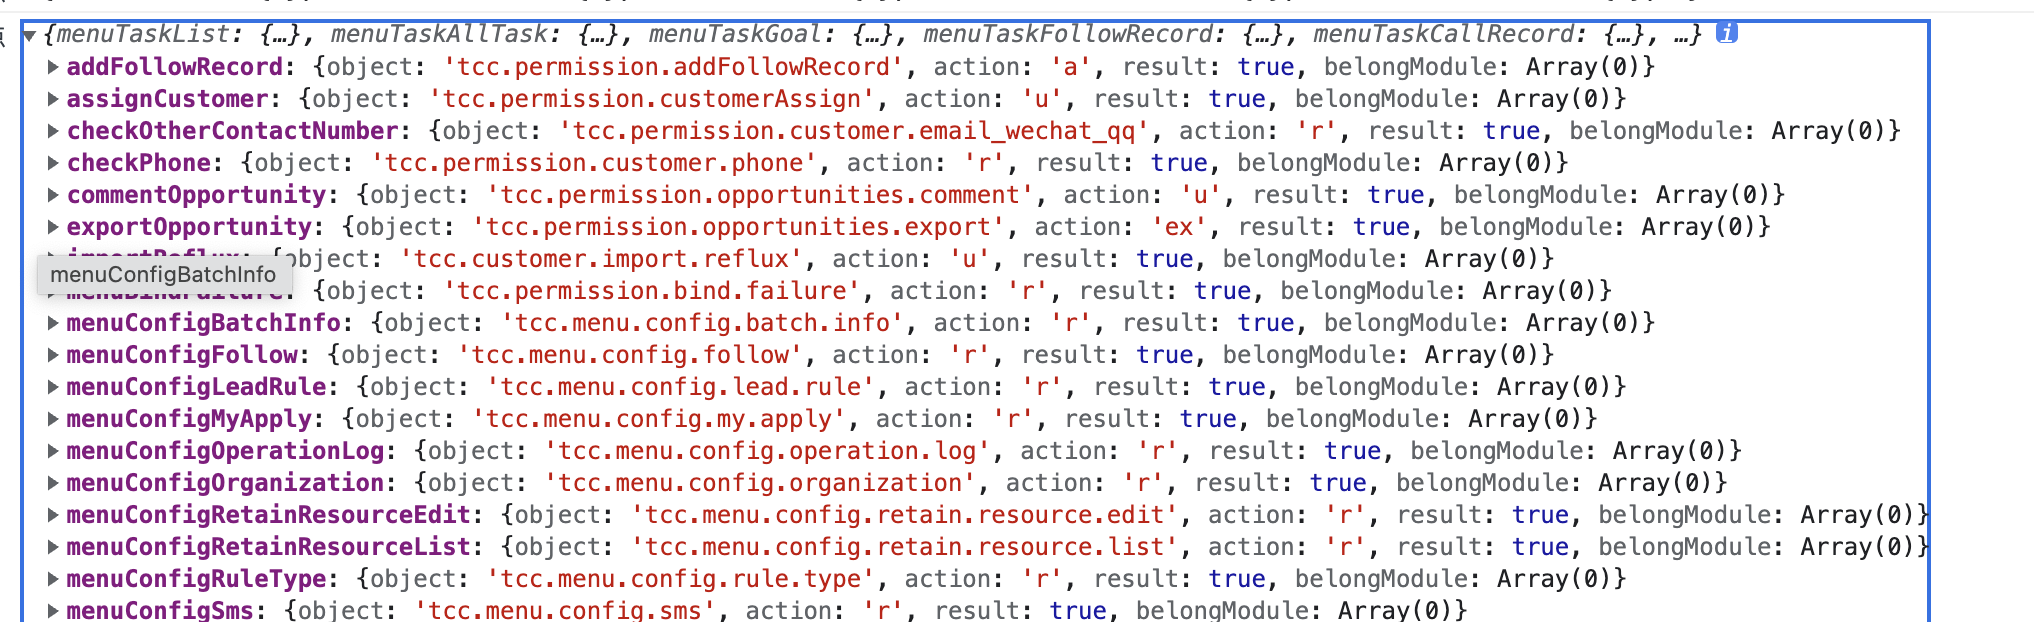 {menuTaskList: {…}, menuTaskAllTask: {…}, menuTaskGoal: {…}, menuTaskFollowRecord: {…}, menuTaskCallRecord: {…}, …}
addFollowRecord: {object: 'tcc.permission.addFollowRecord', action: 'a', result: true, belongModule: Array(0)}
assignCustomer: {object: 'tcc.permission.customerAssign', action: 'u', result: true, belongModule: Array(0)}
checkOtherContactNumber: {object: 'tcc.permission.customer.email_wechat_qq', action: 'r', result: true, belongModule: Array(0)}
checkPhone: {object: 'tcc.permission.customer.phone', action: 'r', result: true, belongModule: Array(0)}
commentOpportunity: {object: 'tcc.permission.opportunities.comment', action: 'u', result: true, belongModule: Array(0)}
exportOpportunity: {object: 'tcc.permission.opportunities.export', action: 'ex', result: true, belongModule: Array(0)}
importReflux: {object: 'tcc.customer.import.reflux', action: 'u', result: true, belongModule: Array(0)}
menuConfigBatchInfo
menuBindFailure: {object: 'tcc.permission.bind.failure', action: 'r', result: true, belongModule: Array(0)}
menuConfigBatchInfo: {object: 'tcc.menu.config.batch.info', action: 'r', result: true, belongModule: Array(0)}
menuConfigFollow: {object: 'tcc.menu.config.follow', action: 'r', result: true, belongModule: Array(0)}
menuConfigLeadRule: {object: 'tcc.menu.config.lead.rule', action: 'r', result: true, belongModule: Array(0)}
menuConfigMyApply: {object: 'tcc.menu.config.my.apply', action: 'r', result: true, belongModule: Array(0)}
menuConfigOperationLog: {object: 'tcc.menu.config.operation.log', action: 'r', result: true, belongModule: Array(0)}
menuConfigOrganization: {object: 'tcc.menu.config.organization', action: 'r', result: true, belongModule: Array(0)}
menuConfigRetainResourceEdit: {object: 'tcc.menu.config.retain.resource.edit', action: 'r', result: true, belongModule: Array(0)}
menuConfigRetainResourceList: {object: 'tcc.menu.config.retain.resource.list', action: 'r', result: true, belongModule: Array(0)}
menuConfigRuleType: {object: 'tcc.menu.config.rule.type', action: 'r', result: true, belongModule: Array(0)}
menuConfigSms: {object: 'tcc.menu.config.sms', action: 'r', result: true, belongModule: Array(0)}